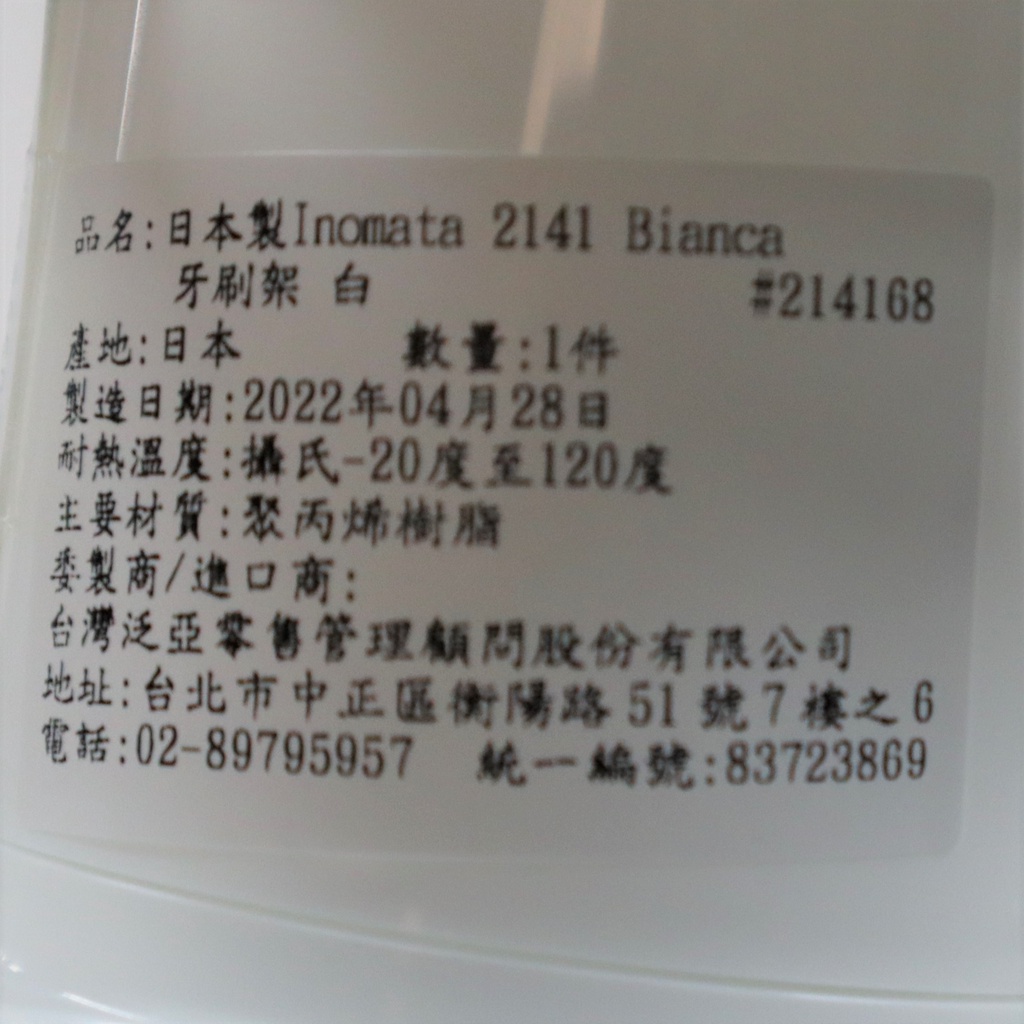 品名:日本製Inomata 2141 Bianca
牙刷架 白 #214168
產地:日本 數量:1件
製造日期:2022年04月28日
耐熱溫度:攝氏-20度至120度
主要材質:聚丙烯樹脂
委製商/進口商:
台灣泛亞零售管理顧問股份有限公司
地址:台北市中正區衡陽路51號7樓之6
電話:02-89795957 統一編號:83723869